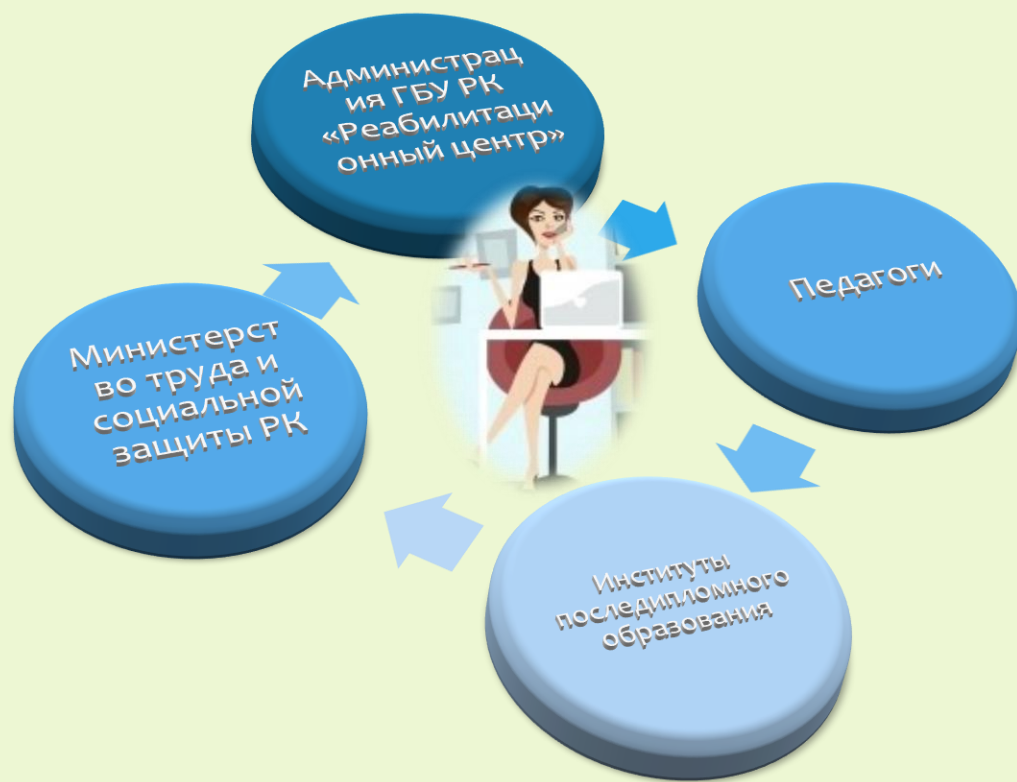 Администрац
ия ГБУ РК
«Реабилитаци
онный центр»
Педагоги
Институты
последипломного
образования
Министерст
во труда и
социальной
защиты РК